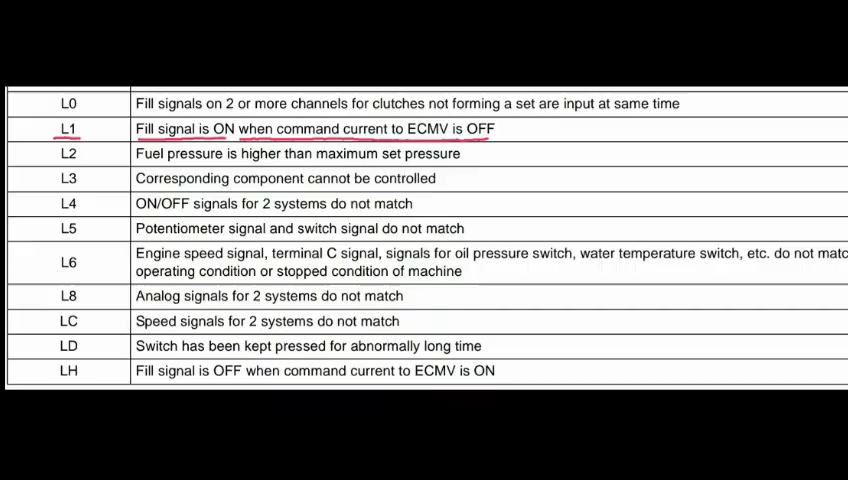 L0 Fill signals on 2 or more channels for clutches not forming a set are input at same time
L1 Fill signal is ON when command current to ECMV is OFF
L2 Fuel pressure is higher than maximum set pressure
L3 Corresponding component cannot be controlled
L4 ON/OFF signals for 2 systems do not match
L5 Potentiometer signal and switch signal do not match
L6 Engine speed signal, terminal C signal, signals for oil pressure switch, water temperature switch, etc. do not
operating condition or stopped condition of machine
L8 Analog signals for 2 systems do not match
LC Speed signals for 2 systems do not match
LD Switch has been kept pressed for abnormally long time
LH Fill signal is OFF when command current to ECMV is ON